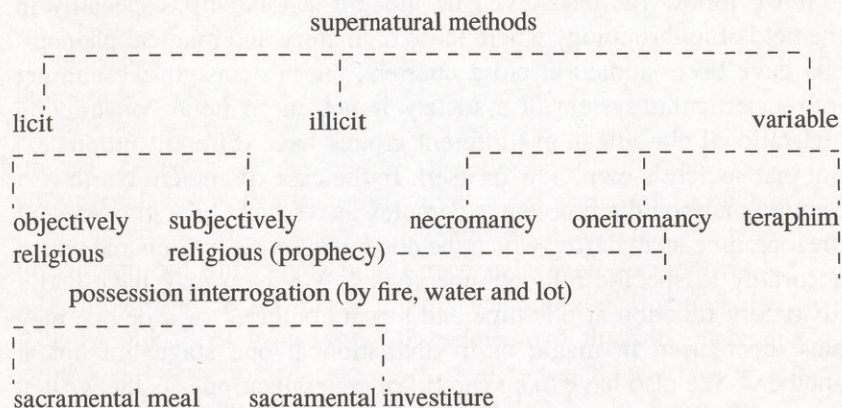 supernatural methods
licit illicit variable
objectively subjectively necronancy oneiromancy teraphim
religious religious (prophecy)
possession interrogation (by fire, water and lot)
sacramental meal sacramental investiture